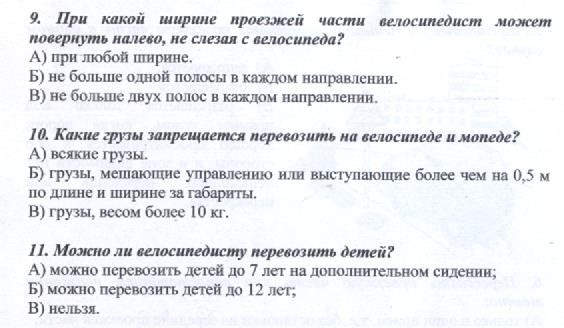 9. При какой ширине проезжей части велосипедист может
повернуть налево, не слезая с велосипеда?
А) при любой ширине.
Б) не больше одной полосы в каждом направлении.
В) не больше двух полос в каждом направлении.
10. Какие грузы запрещается перевозить на велосипеде и мопеде?
А) всякие грузы.
Б) грузы, мешающие управлению или выступающие более чем на 0,5 м
по длине и ширине за габариты.
В) грузы, весом более 10 кг.
11. Можно ли велосипедисту перевозить детей?
А) можно перевозить детей до 7 лет на дополнительном сидении;
Б) можно перевозить детей до 12 лет;
В) нельзя.